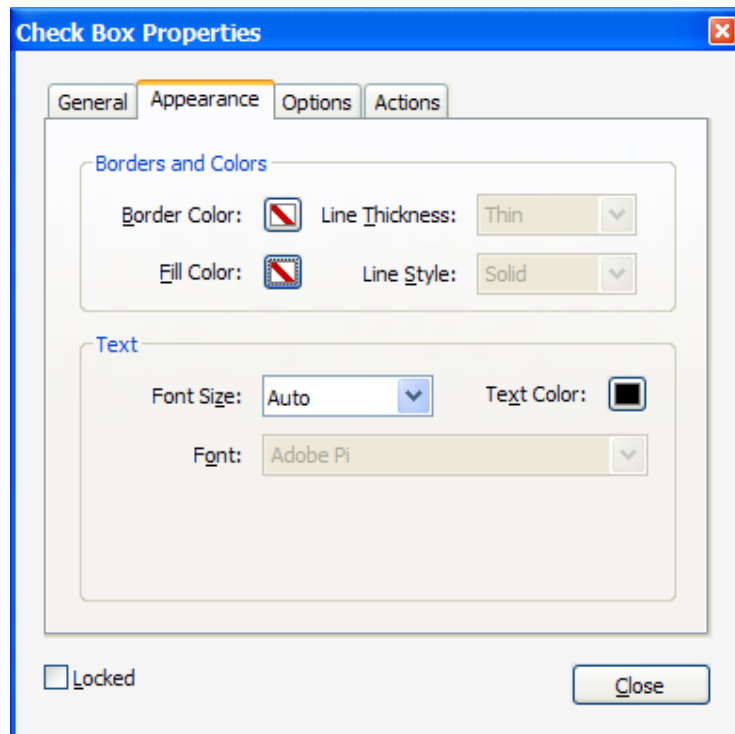 Check Box Properties
General Appearance Options Actions
Borders and Colors
Border Color: Line Thickness: Thin
Fill Color: Line Style: Solid
Text
Font Size: Auto Text Color:
Font: Adobe Pi
Locked
Close